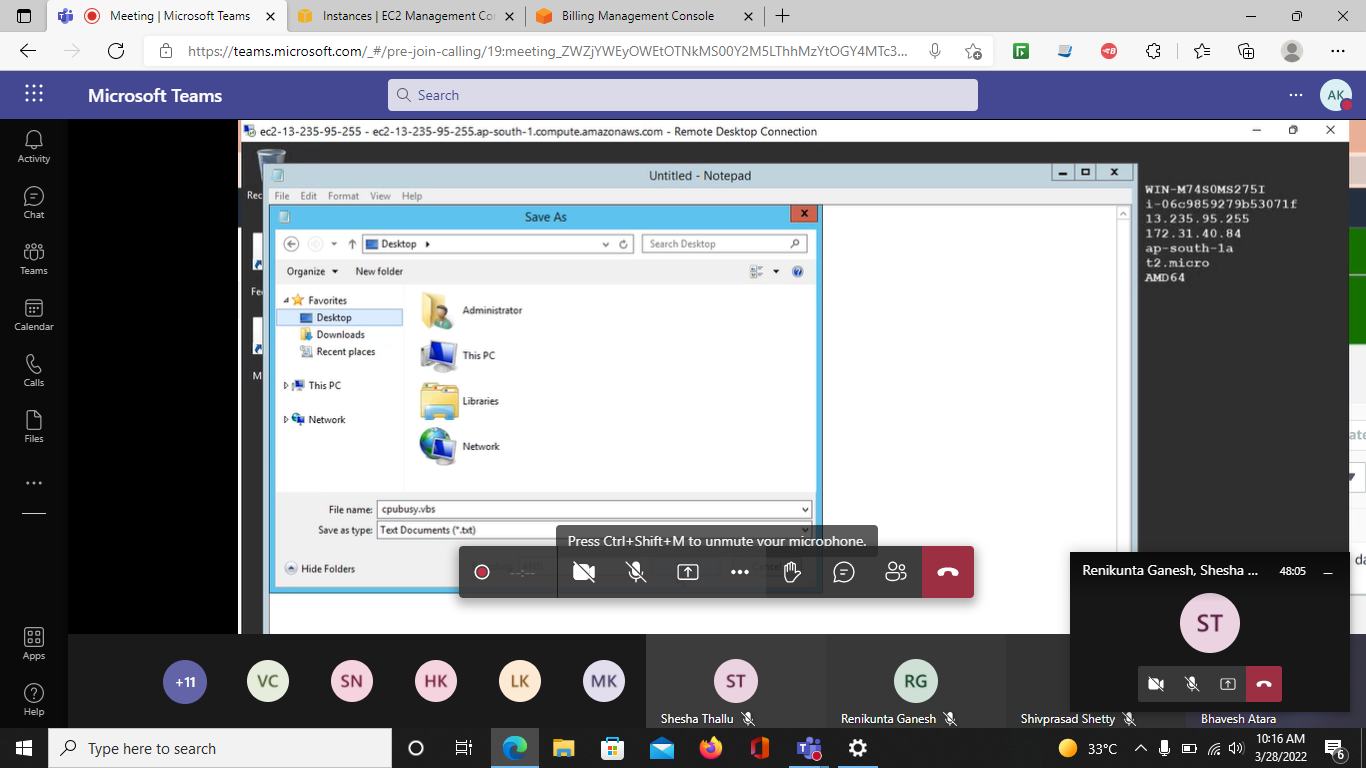 Meeting | Microsoft Teams
Instances | EC2 Management Co
Billing Management Console
https://teams.microsoft.com/_#/pre-join-calling/19:meeting_ZWZjYWEyOWEtOTNkMS00Y2M5LThhMzYtOGY4MTc3...
Microsoft Teams
Search
AK
Activity
Chat
Teams
Calendar
Calls
Files
Apps
Help
ec2-13-235-95-255 - ec2-13-235-95-255.ap-south-1.compute.amazonaws.com - Remote Desktop Connection
Rec
Untitled - Notepad
File Edit Format View Help
Save As
Desktop
Search Desktop
Organize New folder
Favorites
Desktop
Downloads
Recent places
This PC
Network
Administrator
This PC
Libraries
Network
File name: cpubusy.vbs
Save as type: Text Documents (*.txt)
Hide Folders
WIN-M74S0MS275I
i-06c9859279b53071f
13.235.95.255
172.31.40.84
ap-south-1a
t2.micro
AMD64
Press Ctrl+Shift+M to unmute your microphone.
--:--
Renikunta Ganesh, Shesha ... 48:05
ST
+11
VC
SN
HK
LK
MK
ST
RG
Shesha Thallu
Renikunta Ganesh
Shivprasad Shetty
Bhavesh Atara
Type here to search
33°C
10:16 AM
3/28/2022
6